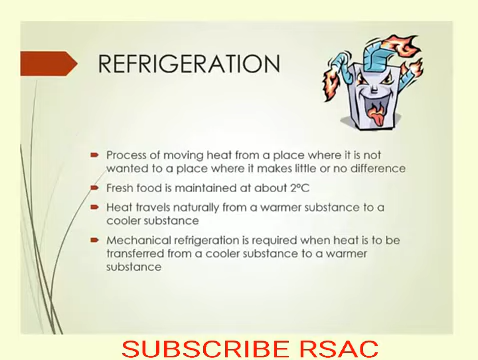 REFRIGERATION
Process of moving heat from a place where it is not
wanted to a place where it makes little or no difference
Fresh food is maintained at about 2°C
Heat travels naturally from a warmer substance to a
cooler substance
Mechanical refrigeration is required when heat is to be
transferred from a cooler substance to a warmer
substance
SUBSCRIBE RSAC